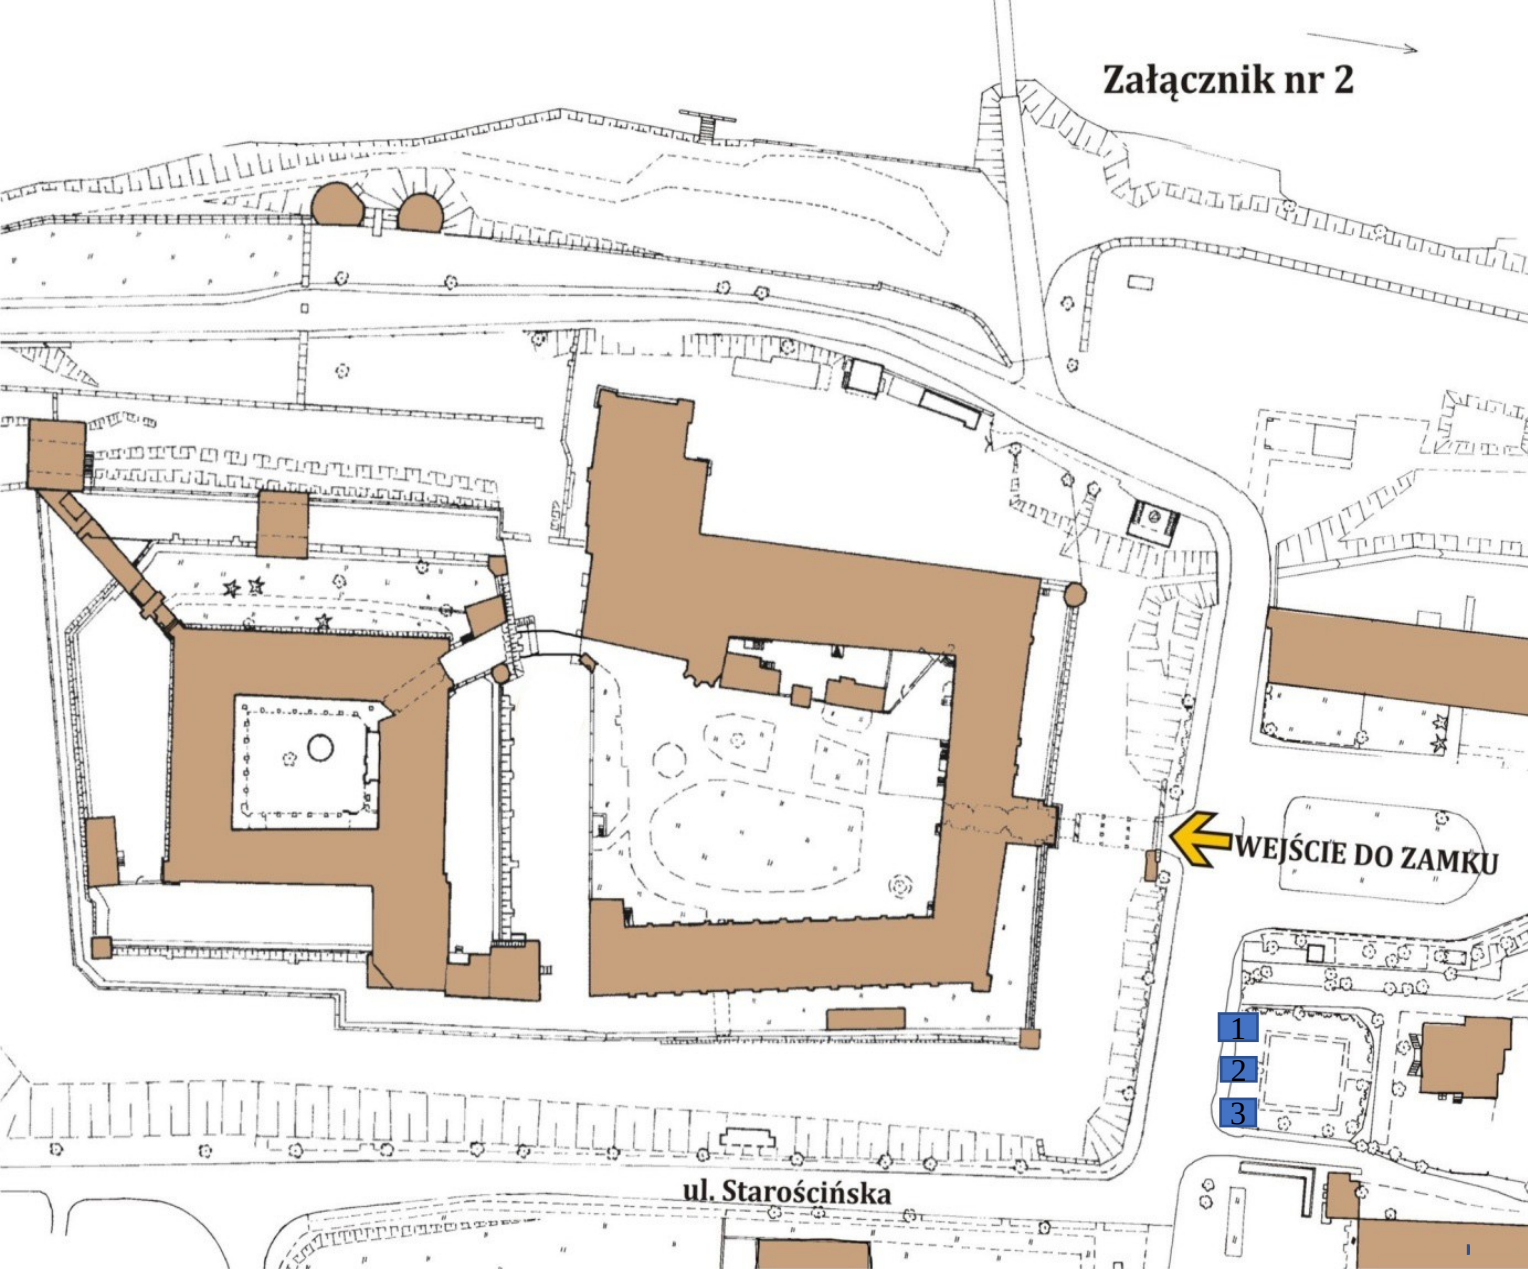 Załącznik nr 2
WEJŚCIE DO ZAMKU
1
2
3
ul. Starościńska